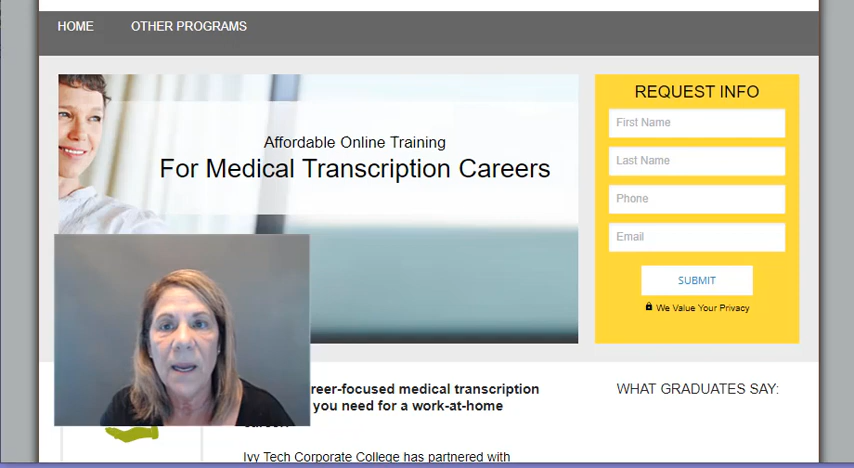 HOME OTHER PROGRAMS
Affordable Online Training
For Medical Transcription Careers
REQUEST INFO
First Name
Last Name
Phone
Email
SUBMIT
We Value Your Privacy
reer-focused medical transcription
you need for a work-at-home
Ivy Tech Corporate College has partnered with
WHAT GRADUATES SAY: